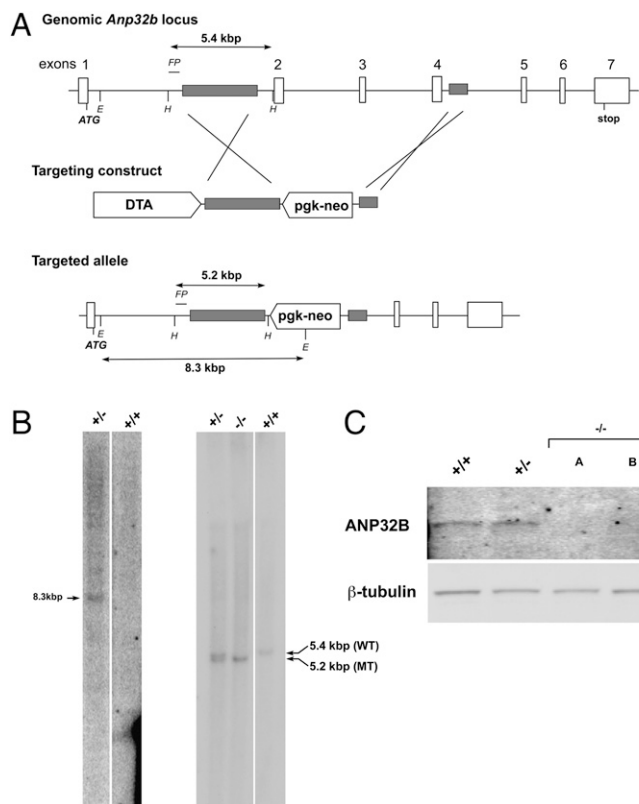 A
Genomic Anp32b locus
5.4 kbp
exons 1 2 3 4 5 6 7
FP
ATG E H H stop
Targeting construct
DTA pgk-neo
Targeted allele
5.2 kbp
FP
pgk-neo
ATG E H H E
8.3 kbp
B
+/- +/+ +/- -/- +/+
8.3kbp
5.4 kbp (WT)
5.2 kbp (MT)
C
-/-
+/+ +/- A B
ANP32B
β-tubulin